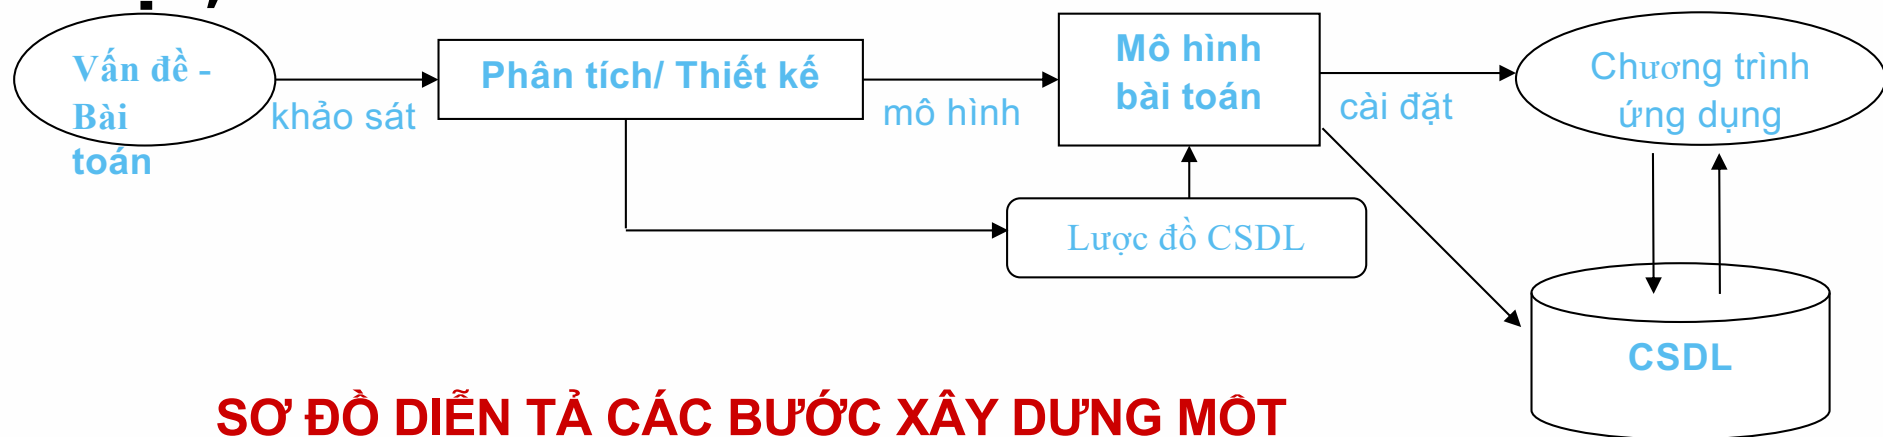 Vấn đề -
Bài
toán
khảo sát
Phân tích/ Thiết kế
mô hình
Mô hình
bài toán
cài đặt
Chương trình
ứng dụng
Lược đồ CSDL
CSDL
SƠ ĐỒ DIỄN TẢ CÁC BƯỚC XÂY DỰNG MỘT